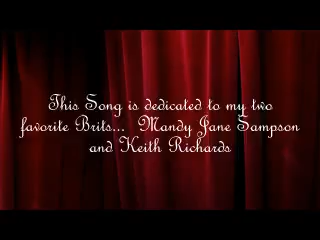 This Song is dedicated to my two
favorite Brits... Mandy Jane Sampson
and Keith Richards